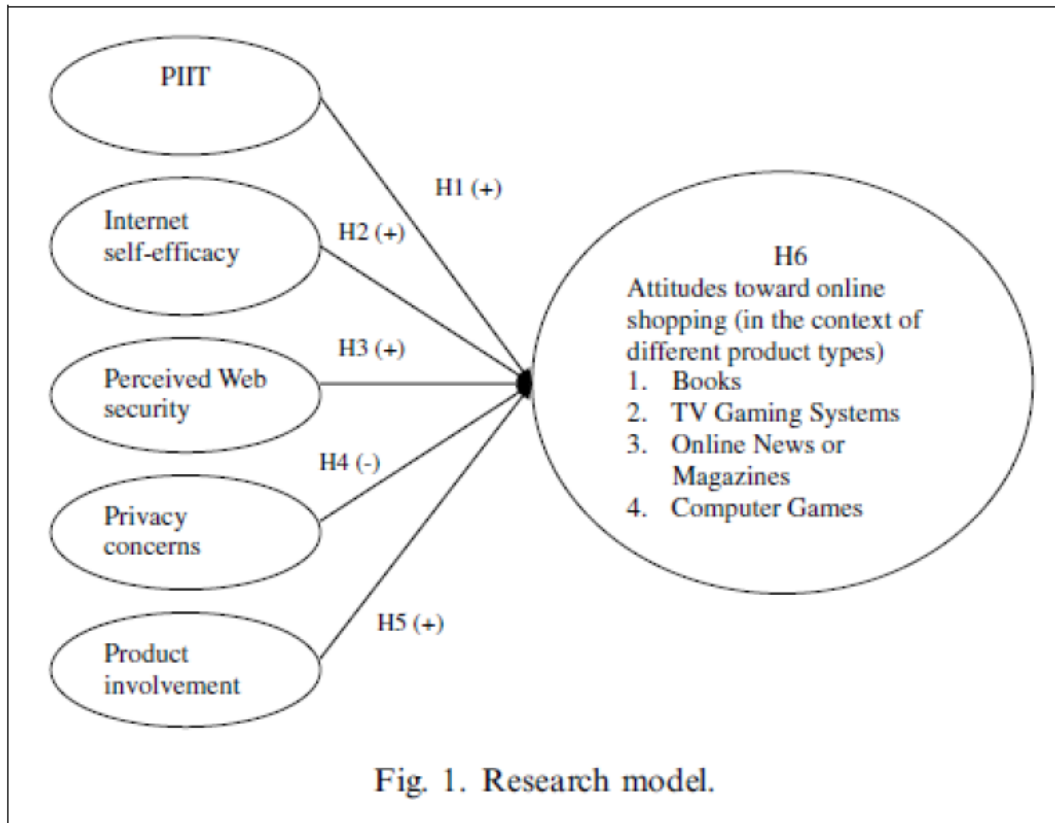 PIIT
Internet
self-efficacy
Perceived Web
security
Privacy
concerns
Product
involvement
H1 (+)
H2 (+)
H3 (+)
H4 (-)
H5 (+)
H6
Attitudes toward online
shopping (in the context of
different product types)
1. Books
2. TV Gaming Systems
3. Online News or
Magazines
4. Computer Games
Fig. 1. Research model.